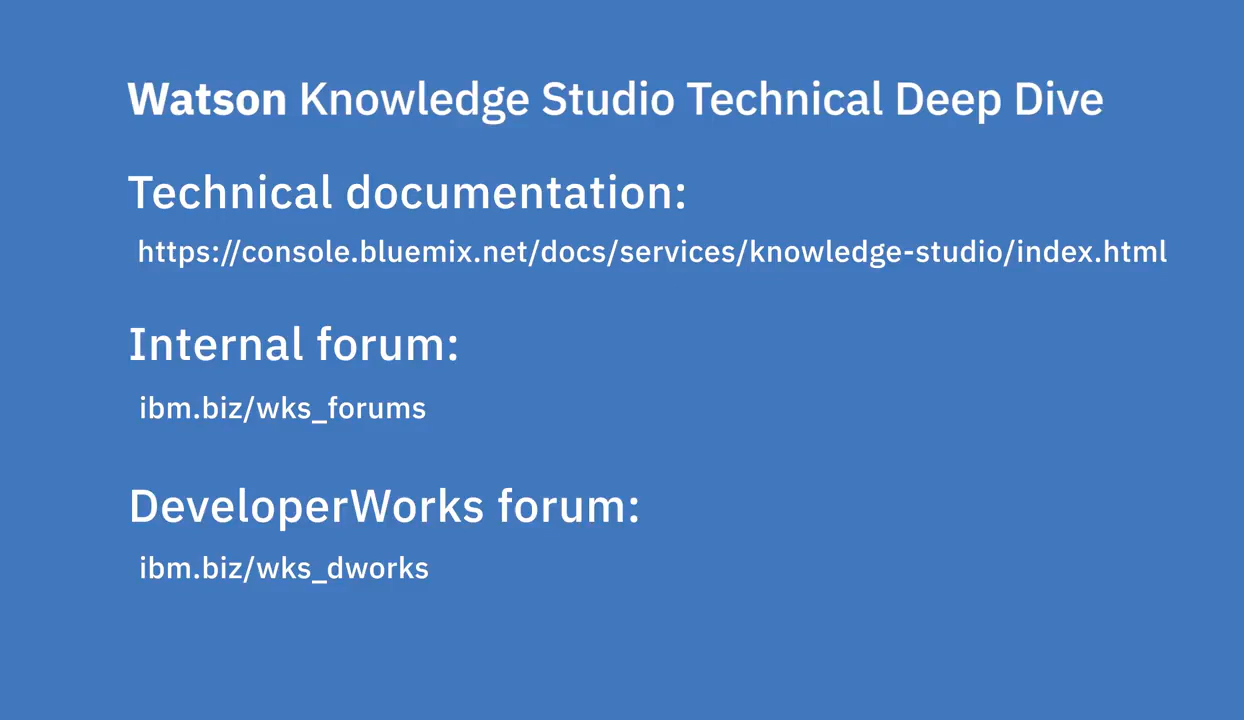 Watson Knowledge Studio Technical Deep Dive
Technical documentation:
https://console.bluemix.net/docs/services/knowledge-studio/index.html
Internal forum:
ibm.biz/wks_forums
DeveloperWorks forum:
ibm.biz/wks_dworks